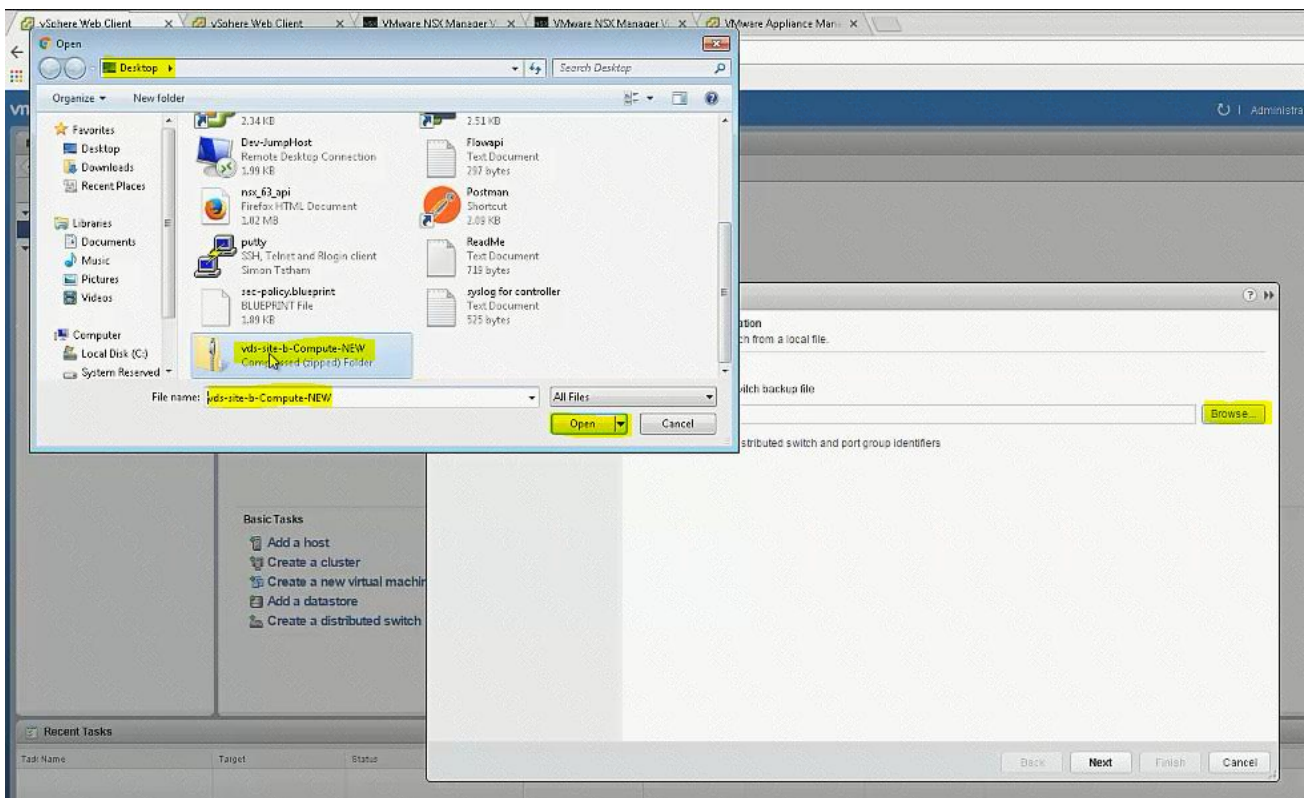 vSphere Web Client
vSphere Web Client
VMware NSX Manager V
VMware NSX Manager V
VMware Appliance Man
Open
Desktop
Search Desktop
Organize
New folder
Administra
Favorites
Desktop
Downloads
Recent Places
Libraries
Documents
Music
Pictures
Videos
Computer
Local Disk (C:)
System Reserved
2.34 KB
2.51 KB
Dev-JumpHost
Remote Desktop Connection
1.99 KB
Flowapi
Text Document
297 bytes
nsx_63_api
Firefox HTML Document
1.02 MB
Postman
Shortcut
2.09 KB
putty
SSH, Telnet and Rlogin client
Simon Tatham
ReadMe
Text Document
719 bytes
sec-policy.blueprint
BLUEPRINT File
1.89 KB
syslog for controller
Text Document
525 bytes
vds-site-b-Compute-NEW
Compressed (zipped) Folder
File name:
vds-site-b-Compute-NEW
All Files
Open
Cancel
ch from a local file.
backup file
Browse...
stributed switch and port group identifiers
Basic Tasks
Add a host
Create a cluster
Create a new virtual machin
Add a datastore
Create a distributed switch
Recent Tasks
Task Name
Target
Status
Back
Next
Finish
Cancel